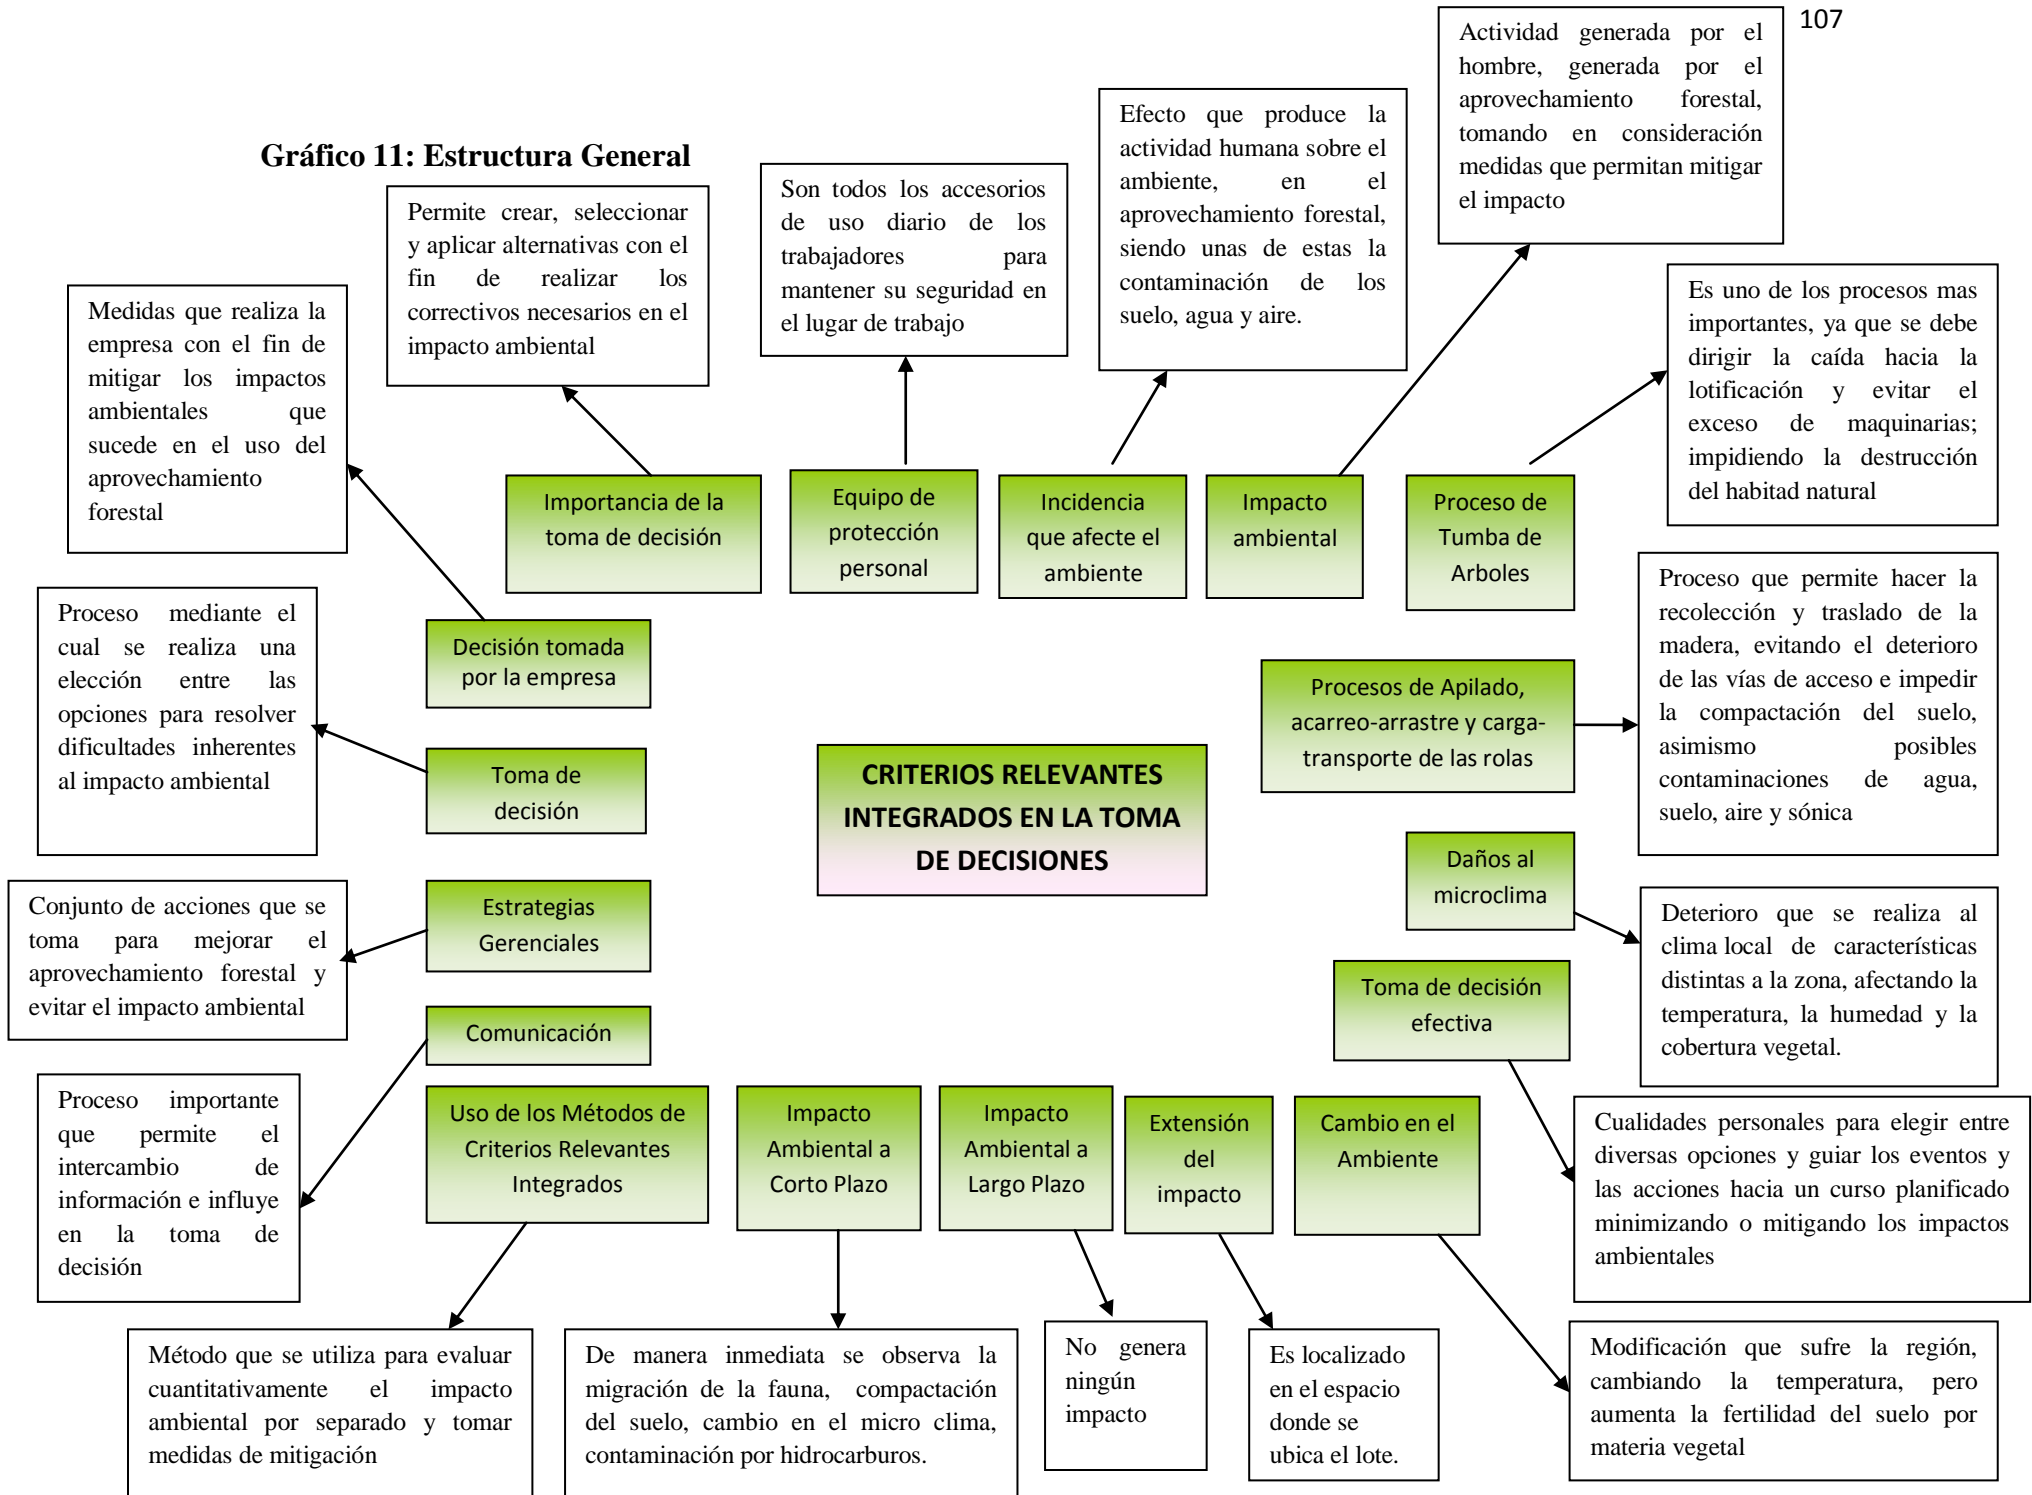 107
Gráfico 11: Estructura General
Actividad generada por el
hombre, generada por el
aprovechamiento forestal,
tomando en consideración
medidas que permitan mitigar
el impacto
Efecto que produce la
actividad humana sobre el
ambiente, en el
aprovechamiento forestal,
siendo unas de estas la
contaminación de los
suelo, agua y aire.
Son todos los accesorios
de uso diario de los
trabajadores para
mantener su seguridad en
el lugar de trabajo
Permite crear, seleccionar
y aplicar alternativas con el
fin de realizar los
correctivos necesarios en el
impacto ambiental
Medidas que realiza la
empresa con el fin de
mitigar los impactos
ambientales que
sucede en el uso del
aprovechamiento
forestal
Es uno de los procesos mas
importantes, ya que se debe
dirigir la caída hacia la
lotificación y evitar el
exceso de maquinarias;
impidiendo la destrucción
del habitad natural
Importancia de la
toma de decisión
Equipo de
protección
personal
Incidencia
que afecte el
ambiente
Impacto
ambiental
Proceso de
Tumba de
Arboles
Proceso mediante el
cual se realiza una
elección entre las
opciones para resolver
dificultades inherentes
al impacto ambiental
Decisión tomada
por la empresa
Procesos de Apilado,
acarreo-arrastre y carga-
transporte de las rolas
Proceso que permite hacer la
recolección y traslado de la
madera, evitando el deterioro
de las vías de acceso e impedir
la compactación del suelo,
asimismo posibles
contaminaciones de agua,
suelo, aire y sónica
Toma de
decisión
CRITERIOS RELEVANTES
INTEGRADOS EN LA TOMA
DE DECISIONES
Daños al
microclima
Conjunto de acciones que se
toma para mejorar el
aprovechamiento forestal y
evitar el impacto ambiental
Estrategias
Gerenciales
Deterioro que se realiza al
clima local de características
distintas a la zona, afectando la
temperatura, la humedad y la
cobertura vegetal.
Toma de decisión
efectiva
Comunicación
Proceso importante
que permite el
intercambio de
información e influye
en la toma de
decisión
Uso de los Métodos de
Criterios Relevantes
Integrados
Impacto
Ambiental a
Corto Plazo
Impacto
Ambiental a
Largo Plazo
Extensión
del
impacto
Cambio en el
Ambiente
Cualidades personales para elegir entre
diversas opciones y guiar los eventos y
las acciones hacia un curso planificado
minimizando o mitigando los impactos
ambientales
Método que se utiliza para evaluar
cuantitativamente el impacto
ambiental por separado y tomar
medidas de mitigación
De manera inmediata se observa la
migración de la fauna, compactación
del suelo, cambio en el micro clima,
contaminación por hidrocarburos.
No genera
ningún
impacto
Es localizado
en el espacio
donde se
ubica el lote.
Modificación que sufre la región,
cambiando la temperatura, pero
aumenta la fertilidad del suelo por
materia vegetal